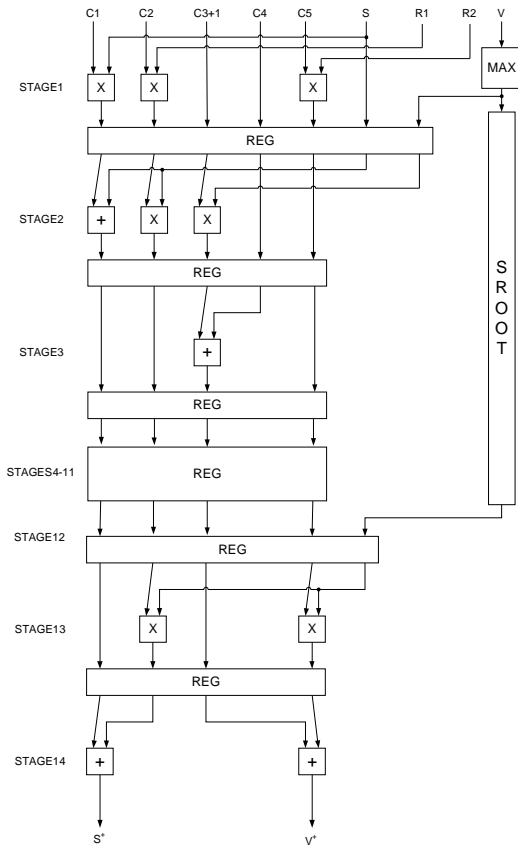 C1 C2 C3+1 C4 C5 S R1 R2 V
MAX
STAGE1 X X X
REG
STAGE2 + X X
REG
SROOT
STAGE3 +
REG
STAGES4-11 REG
STAGE12
REG
STAGE13 X X
REG
STAGE14 + +
S+ V+